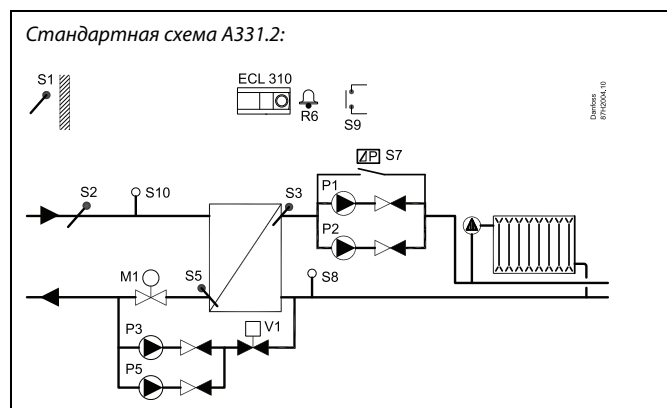 Стандартная схема A331.2:
S1
ECL 310
R6
S9
Danfoss
87H2004.10
S7
P
S2
S10
S3
P1
P2
M1
S5
S8
P3
V1
P5